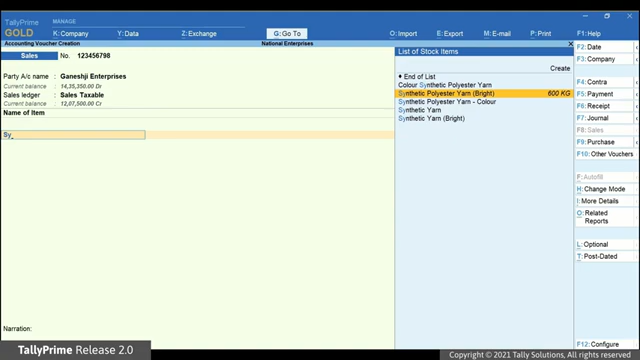 TallyPrime
GOLD
MANAGE
K:Company
Y:Data
Z:Exchange
G:Go To
O:Import
E:Export
M:E-mail
P:Print
F1:Help
Accounting Voucher Creation
National Enterprises
Sales No. 123456798
Party A/c name : Ganeshji Enterprises
Current balance : 14,35,350.00 Dr
Sales ledger : Sales Taxable
Current balance : 12,07,500.00 Cr
Name of Item
Sy
List of Stock Items
Create
♦ End of List
Colour Synthetic Polyester Yarn
Synthetic Polyester Yarn (Bright) 600 KG
Synthetic Polyester Yarn - Colour
Synthetic Yarn
Synthetic Yarn (Bright)
F2: Date
F3: Company
F4: Contra
F5: Payment
F6: Receipt
F7: Journal
F8: Sales
F9: Purchase
F10: Other Vouchers
F: Autofill
H: Change Mode
I: More Details
O: Related
Reports
L: Optional
T: Post-Dated
F12: Configure
Narration:
TallyPrime Release 2.0
Copyright © 2021 Tally Solutions, All Right Reserved